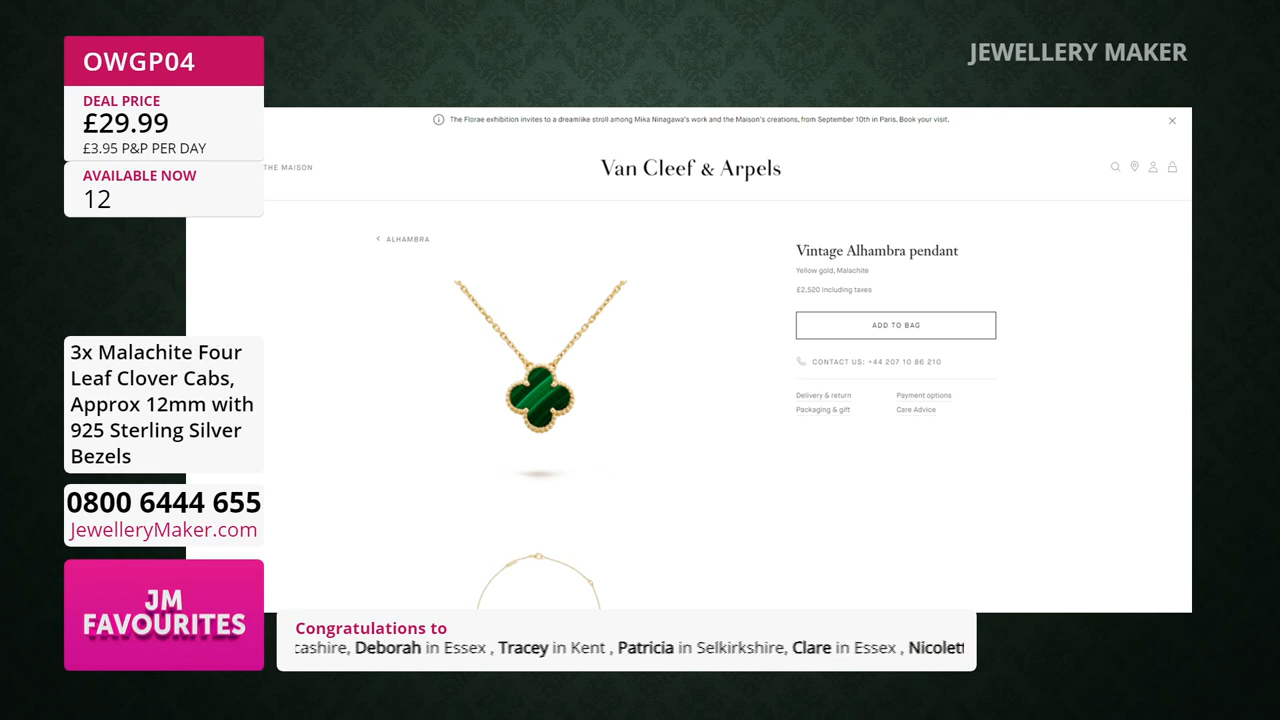 OWGP04
DEAL PRICE
£29.99
£3.95 P&P PER DAY
AVAILABLE NOW
12
3x Malachite Four
Leaf Clover Cabs,
Approx 12mm with
925 Sterling Silver
Bezels
0800 6444 655
JewelleryMaker.com
JM
FAVOURITES
JEWELLERY MAKER
The Florae exhibition invites to a dreamlike stroll among Mika Ninagawa's work and the Maison's creations, from September 10th in Paris. Book your visit.
THE MAISON
Van Cleef & Arpels
ALHAMBRA
Vintage Alhambra pendant
Yellow gold, Malachite
£2,520 Including taxes
ADD TO BAG
CONTACT US: +44 207 10 86 210
Delivery & return Payment options
Packaging & gift Care Advice
Congratulations to
cashire, Deborah in Essex , Tracey in Kent , Patricia in Selkirkshire, Clare in Essex , Nicolett